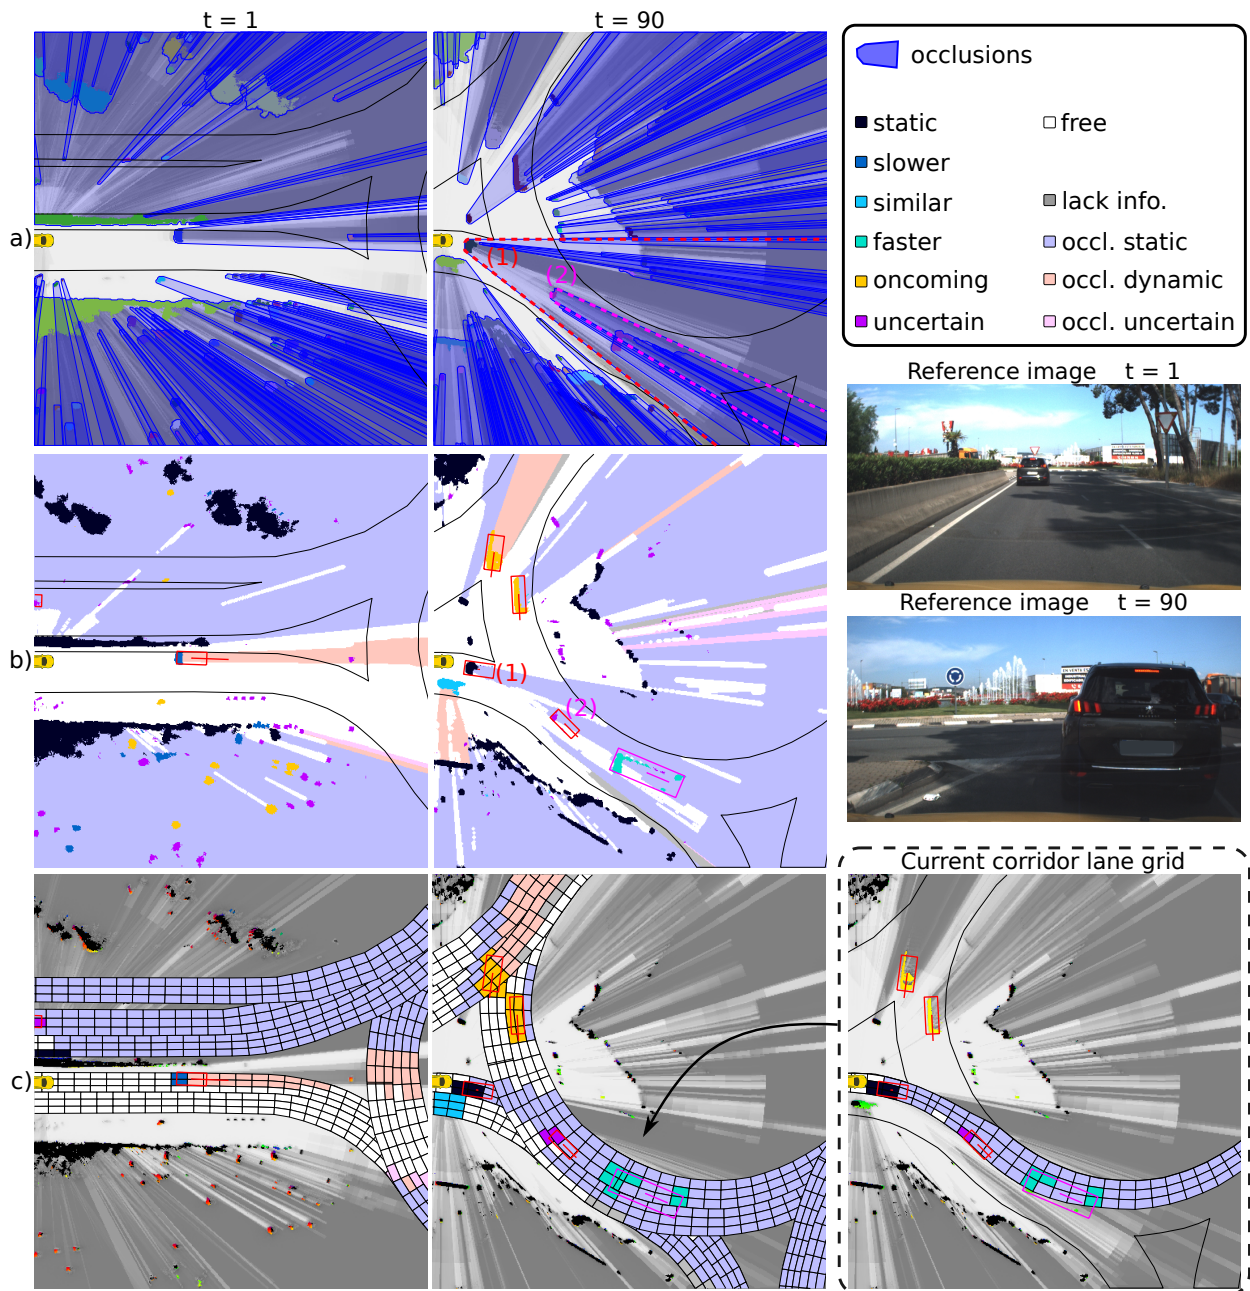 t = 1
t = 90
occlusions
static
free
slower
similar
lack info.
faster
occl. static
oncoming
occl. dynamic
uncertain
occl. uncertain
a)
(1)
(2)
Reference image t = 1
Reference image t = 90
b)
(1)
(2)
Current corridor lane grid
c)